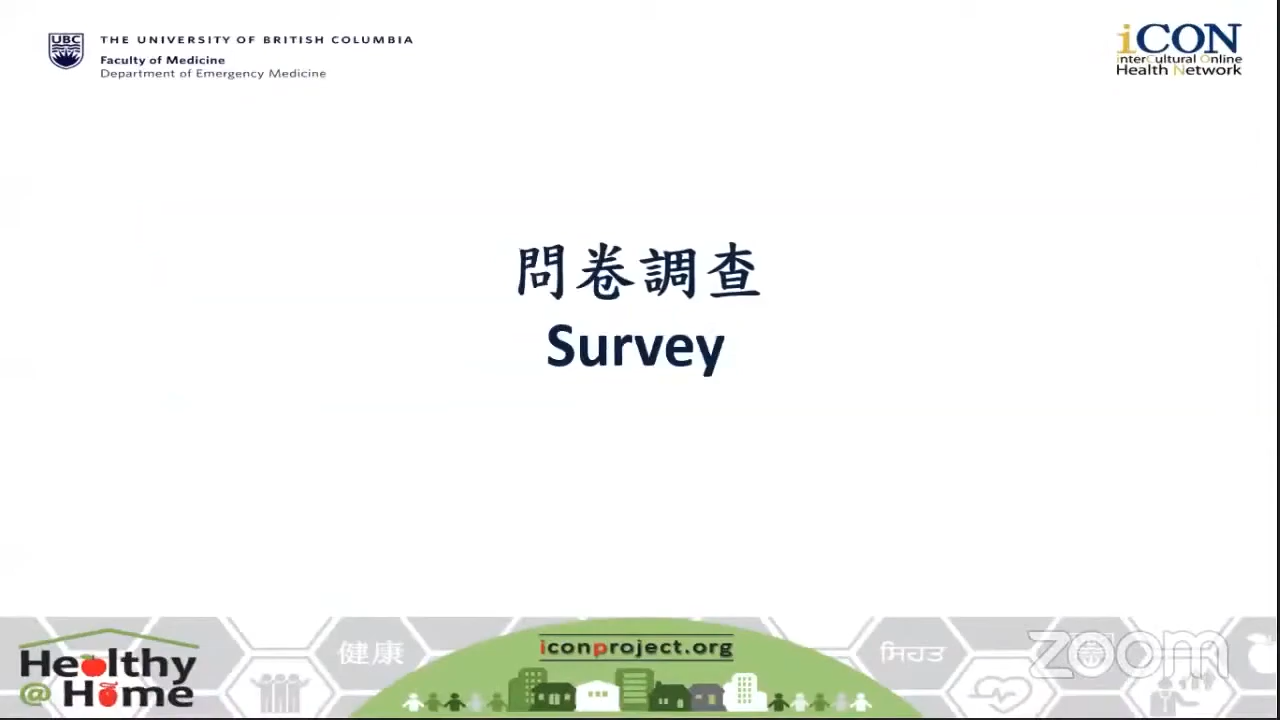 UBC
THE UNIVERSITY OF BRITISH COLUMBIA
Faculty of Medicine
Department of Emergency Medicine
iCON
interCultural Online
Health Network
問卷調查
Survey
Healthy
@ Home
健康
iconproject.org
ਸਿਹਤ
zoom